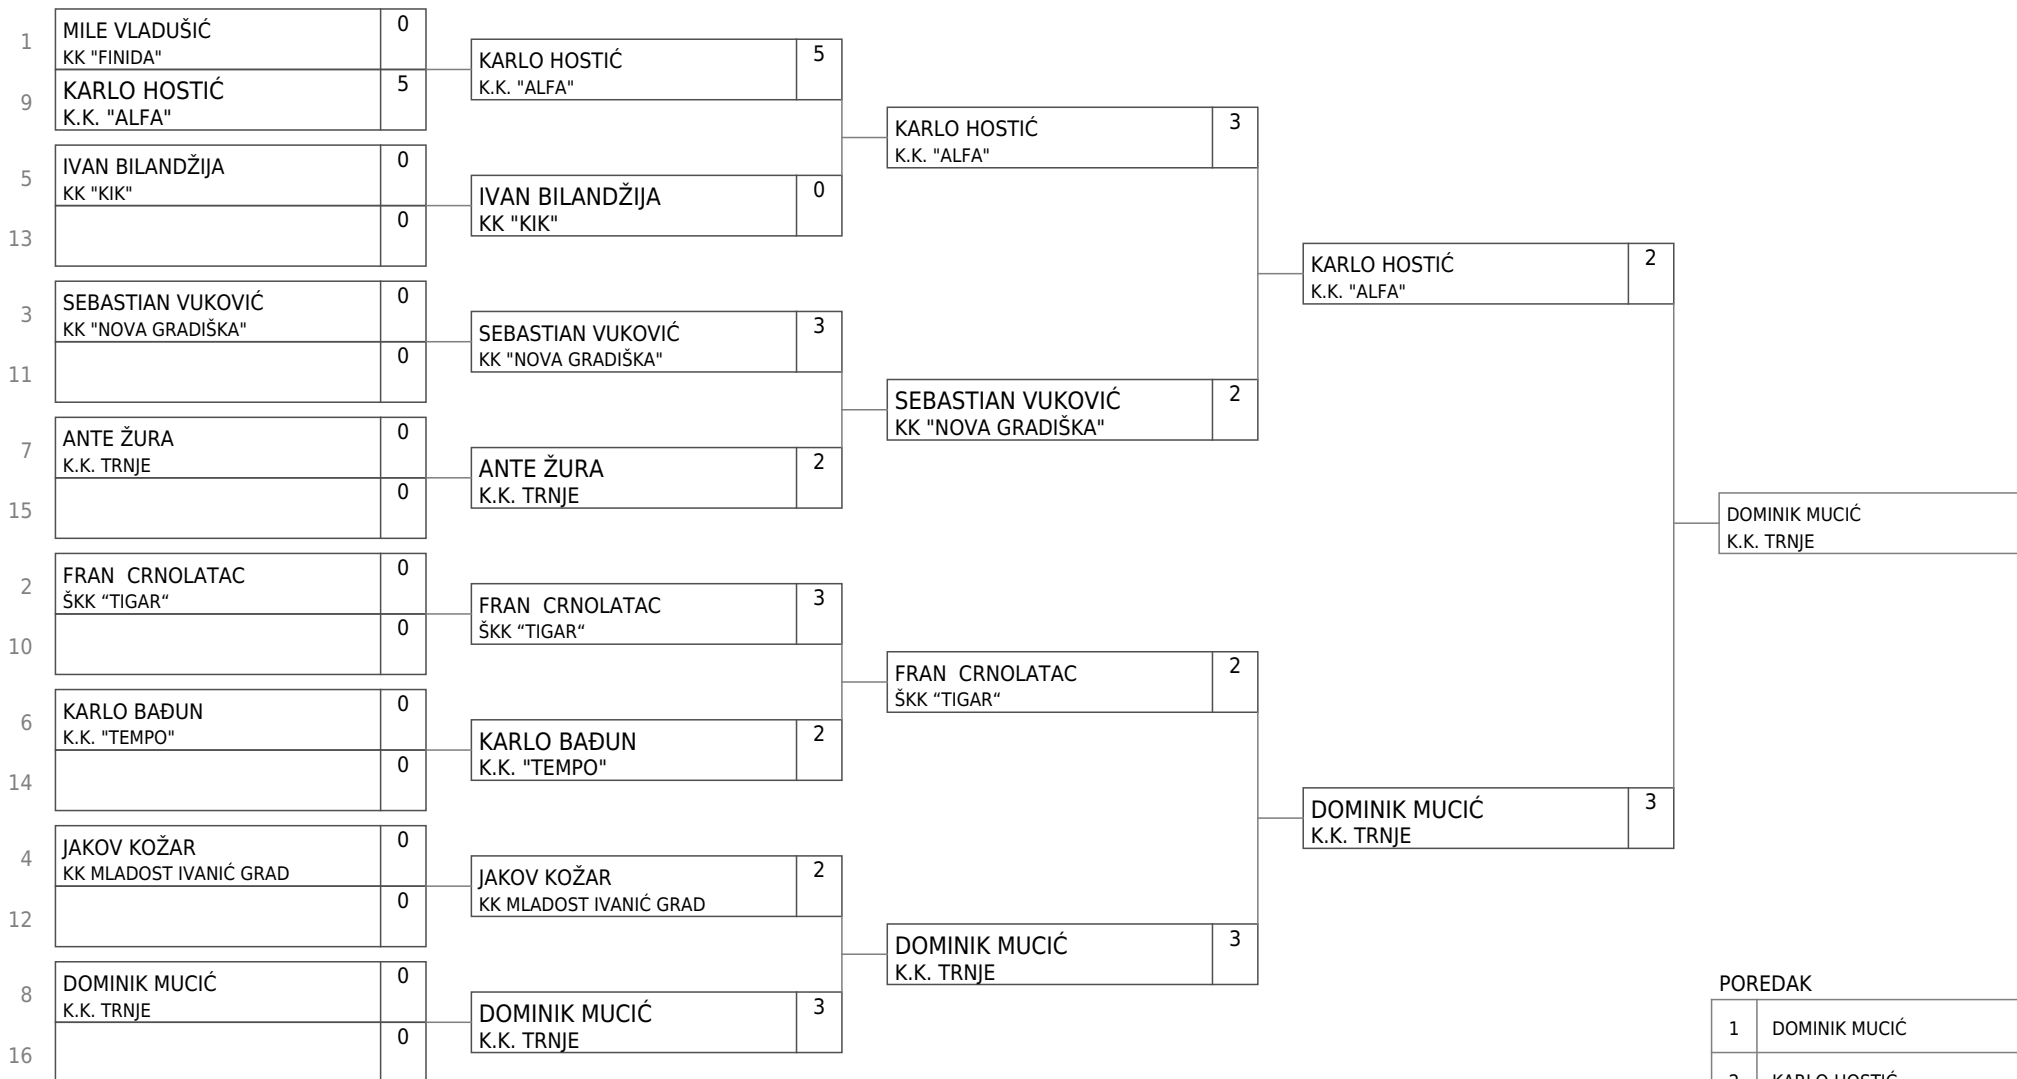 1
MILE VLADUŠIĆ
KK "FINIDA"
0
9
KARLO HOSTIĆ
K.K. "ALFA"
5
5
IVAN BILANDŽIJA
KK "KIK"
0
13
0
3
SEBASTIAN VUKOVIĆ
KK "NOVA GRADIŠKA"
0
11
0
7
ANTE ŽURA
K.K. TRNJE
0
15
0
2
FRAN  CRNOLATAC
ŠKK “TIGAR“
0
10
0
6
KARLO BAĐUN
K.K. "TEMPO"
0
14
0
4
JAKOV KOŽAR
KK MLADOST IVANIĆ GRAD
0
12
0
8
DOMINIK MUCIĆ
K.K. TRNJE
0
16
0
KARLO HOSTIĆ
K.K. "ALFA"
5
IVAN BILANDŽIJA
KK "KIK"
0
SEBASTIAN VUKOVIĆ
KK "NOVA GRADIŠKA"
3
ANTE ŽURA
K.K. TRNJE
2
FRAN  CRNOLATAC
ŠKK “TIGAR“
3
KARLO BAĐUN
K.K. "TEMPO"
2
JAKOV KOŽAR
KK MLADOST IVANIĆ GRAD
2
DOMINIK MUCIĆ
K.K. TRNJE
3
KARLO HOSTIĆ
K.K. "ALFA"
3
SEBASTIAN VUKOVIĆ
KK "NOVA GRADIŠKA"
2
FRAN  CRNOLATAC
ŠKK “TIGAR“
2
DOMINIK MUCIĆ
K.K. TRNJE
3
KARLO HOSTIĆ
K.K. "ALFA"
2
DOMINIK MUCIĆ
K.K. TRNJE
3
DOMINIK MUCIĆ
K.K. TRNJE
POREDAK
1 DOMINIK MUCIĆ
2 KARLO HOSTIĆ